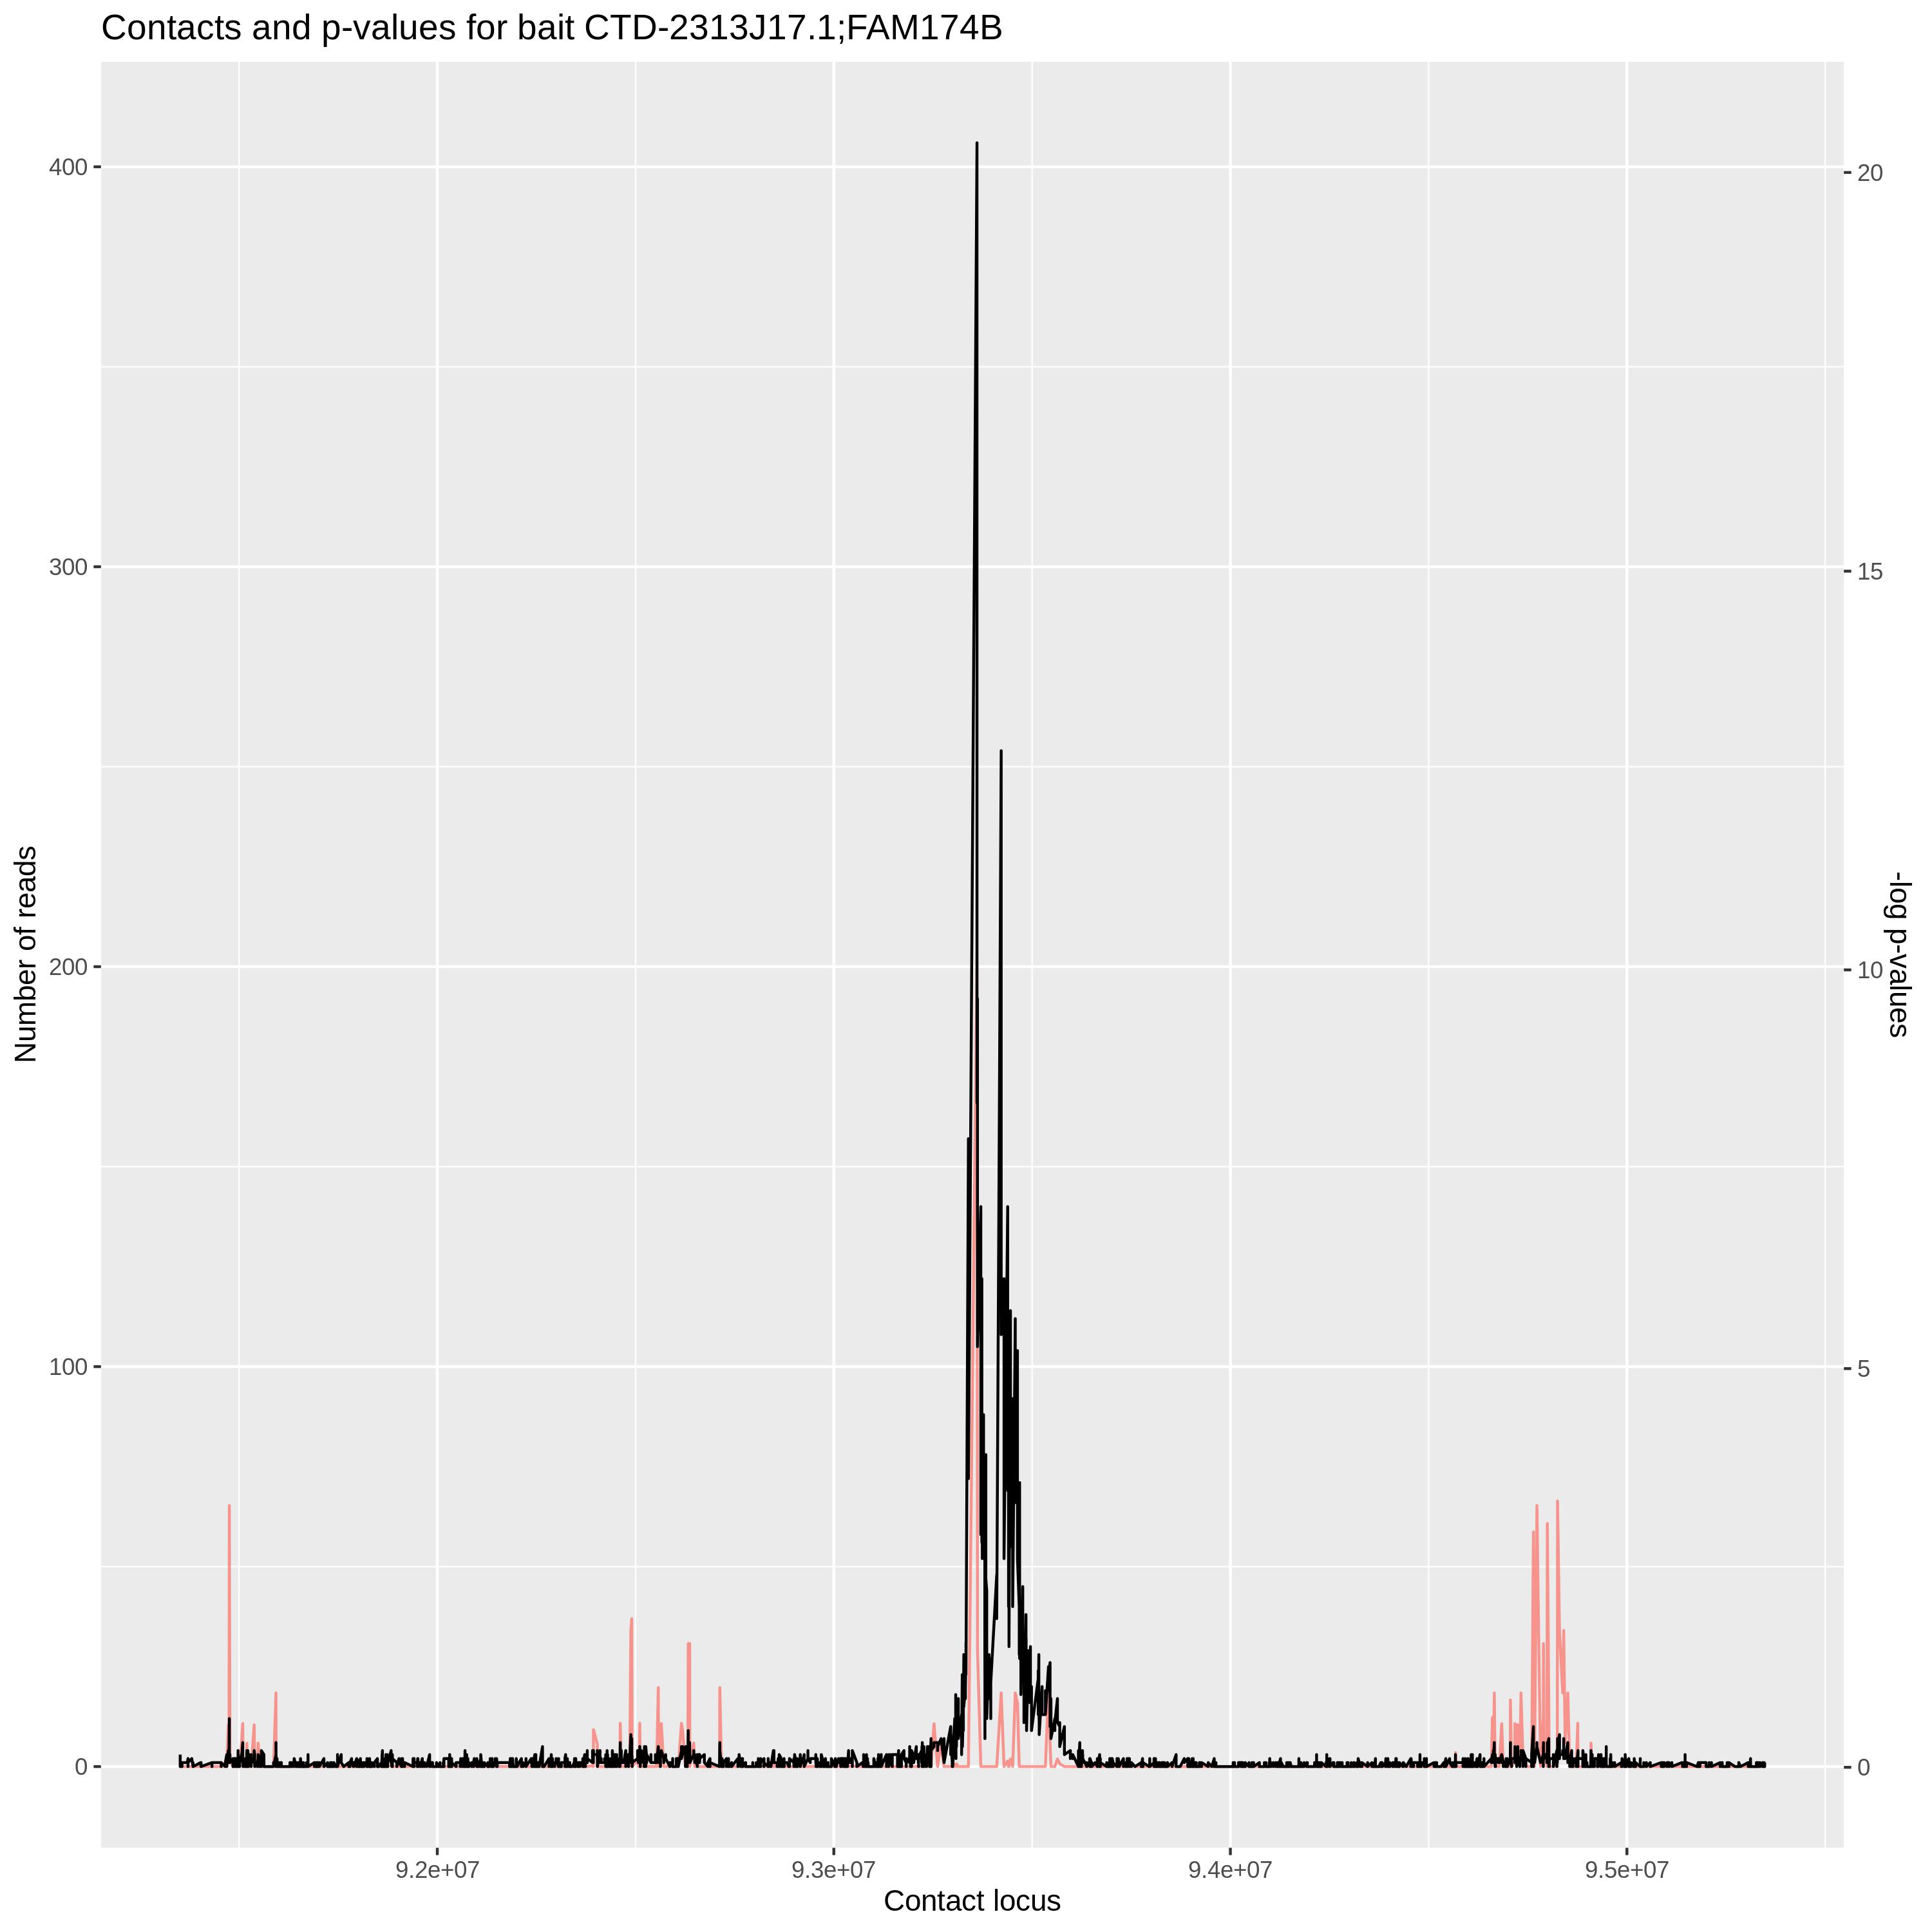 Contacts and p-values for bait CTD-2313J17.1;FAM174B
400
300
200
100
0
Number of reads
20
15
10
5
0
-log p-values
9.2e+07 9.3e+07 9.4e+07 9.5e+07
Contact locus